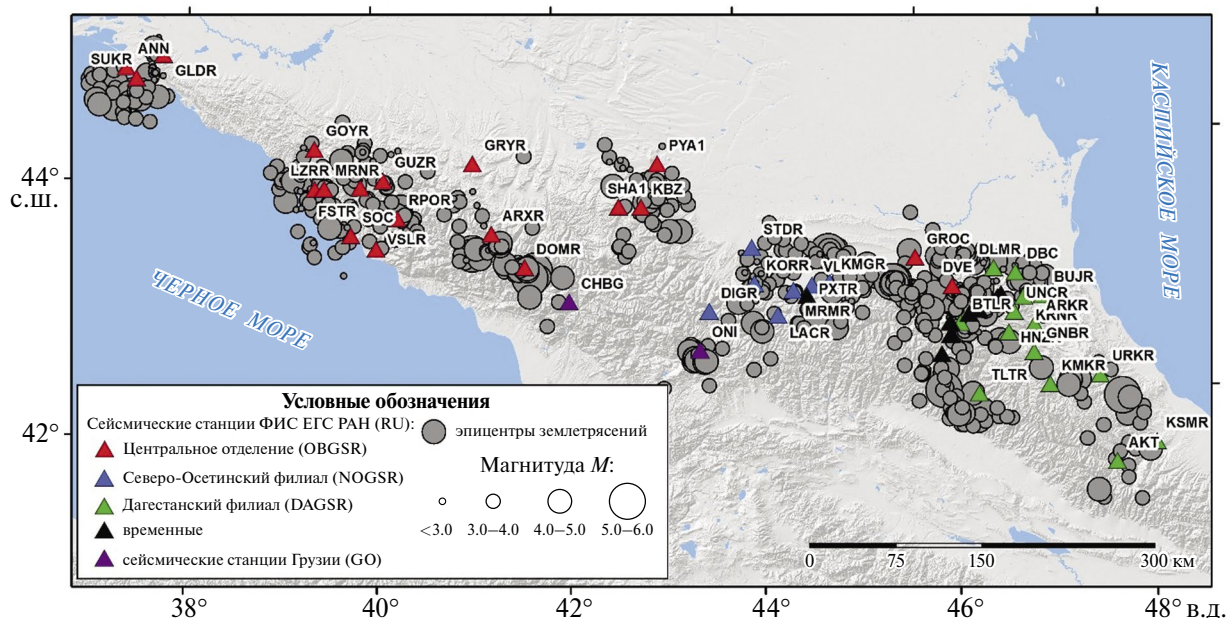 ANN
SUKR
GLDR
GOYR
LZRR MRNR
GUZR
FSTR
SOC
RPOR
VSLR
GRYR
ARXR
DOMR
CHBG
PYA1
SHA1 KBZ
STDR
KORR
VL
KMGR
DIGR
PXTR
MRMR
ONI
LACR
GROC
DLMR
DBC
DVE
BUJR
UNCR
BTLR
ARKR
KRNR
GNBR
TLTR
KMKR
URKR
KSMR
AKT
ЧЕРНОЕ МОРЕ
КАСПИЙСКОЕ МОРЕ
44°
с.ш.
42°
Условные обозначения
Сейсмические станции ФИС ЕГС РАН (RU):
Центральное отделение (OBGSR)
Северо-Осетинский филиал (NOGSR)
Дагестанский филиал (DAGSR)
временные
сейсмические станции Грузии (GO)
эпицентры землетрясений
Магнитуда M:
<3.0 3.0–4.0 4.0–5.0 5.0–6.0
0 75 150 300 км
38° 40° 42° 44° 46° 48° в.д.